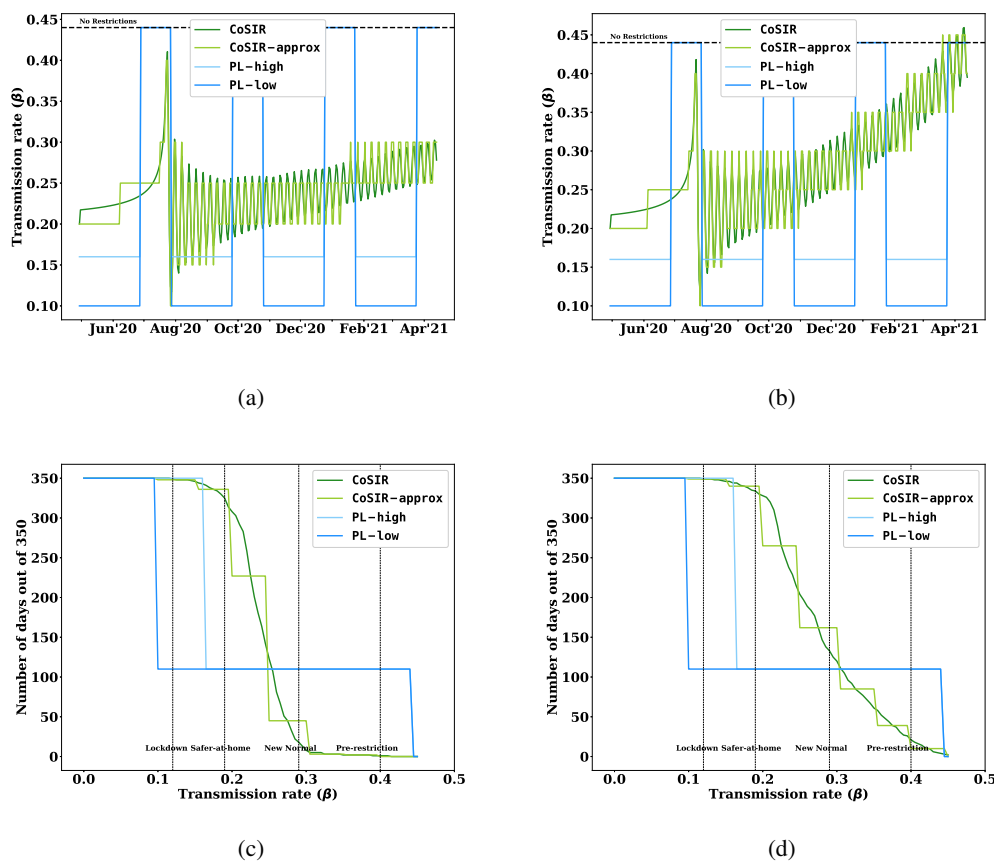 0.45
0.40
0.35
0.30
0.25
0.20
0.15
0.10
Transmission rate (β)
No Restrictions
CoSIR
CoSIR-approx
PL-high
PL-low
Jun'20 Aug'20 Oct'20 Dec'20 Feb'21 Apr'21
(a)
0.45
0.40
0.35
0.30
0.25
0.20
0.15
0.10
Transmission rate (β)
No Restrictions
CoSIR
CoSIR-approx
PL-high
PL-low
Jun'20 Aug'20 Oct'20 Dec'20 Feb'21 Apr'21
(b)
350
300
250
200
150
100
50
0
Number of days out of 350
CoSIR
CoSIR-approx
PL-high
PL-low
Lockdown Safer-at-home New Normal Pre-restriction
0.0 0.1 0.2 0.3 0.4 0.5
Transmission rate (β)
(c)
350
300
250
200
150
100
50
0
Number of days out of 350
CoSIR
CoSIR-approx
PL-high
PL-low
Lockdown Safer-at-home New Normal Pre-restriction
0.0 0.1 0.2 0.3 0.4 0.5
Transmission rate (β)
(d)